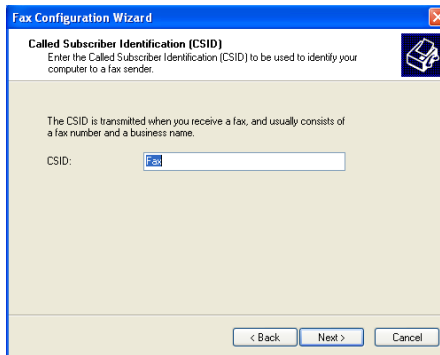 Fax Configuration Wizard
Called Subscriber Identification (CSID)
Enter the Called Subscriber Identification (CSID) to be used to identify your
computer to a fax sender.
The CSID is transmitted when you receive a fax, and usually consists of
a fax number and a business name.
CSID: Fax
< Back Next > Cancel